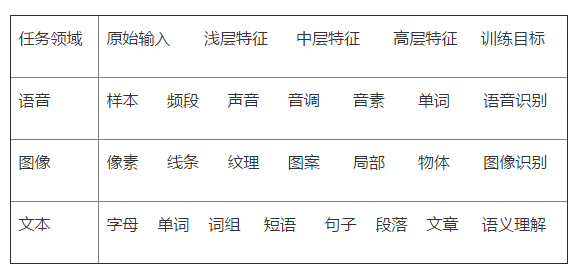 任务领域 原始输入 浅层特征 中层特征 高层特征 训练目标
语音 样本 频段 声音 音调 音素 单词 语音识别
图像 像素 线条 纹理 图案 局部 物体 图像识别
文本 字母 单词 词组 短语 句子 段落 文章 语义理解